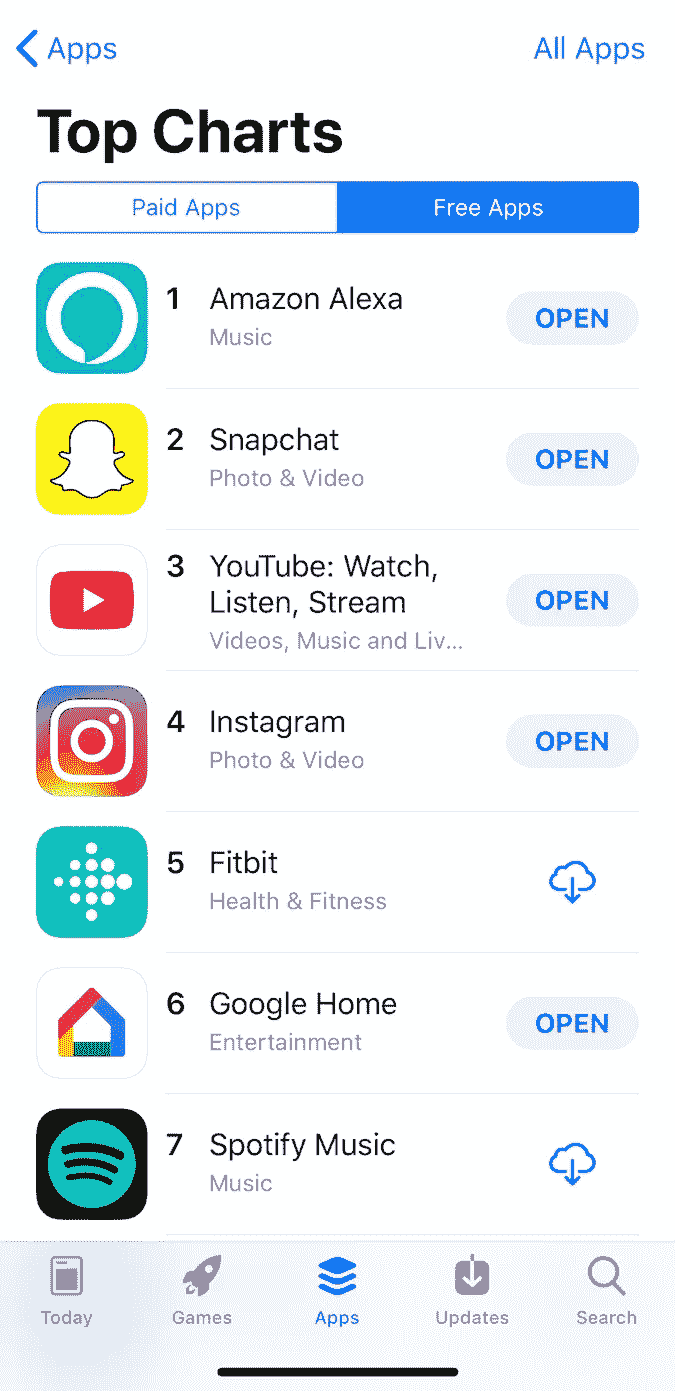 Apps All Apps
Top Charts
Paid Apps Free Apps
1 Amazon Alexa
Music
OPEN
2 Snapchat
Photo & Video
OPEN
3 YouTube: Watch,
Listen, Stream
Videos, Music and Liv...
OPEN
4 Instagram
Photo & Video
OPEN
5 Fitbit
Health & Fitness
6 Google Home
Entertainment
OPEN
7 Spotify Music
Music
Today Games Apps Updates Search